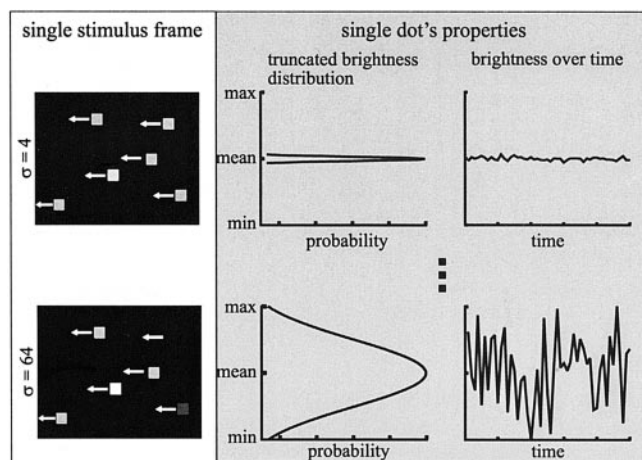 single stimulus frame
single dot's properties
truncated brightness
distribution
brightness over time
σ = 4
max
mean
min
probability
time
σ = 64
max
mean
min
probability
time